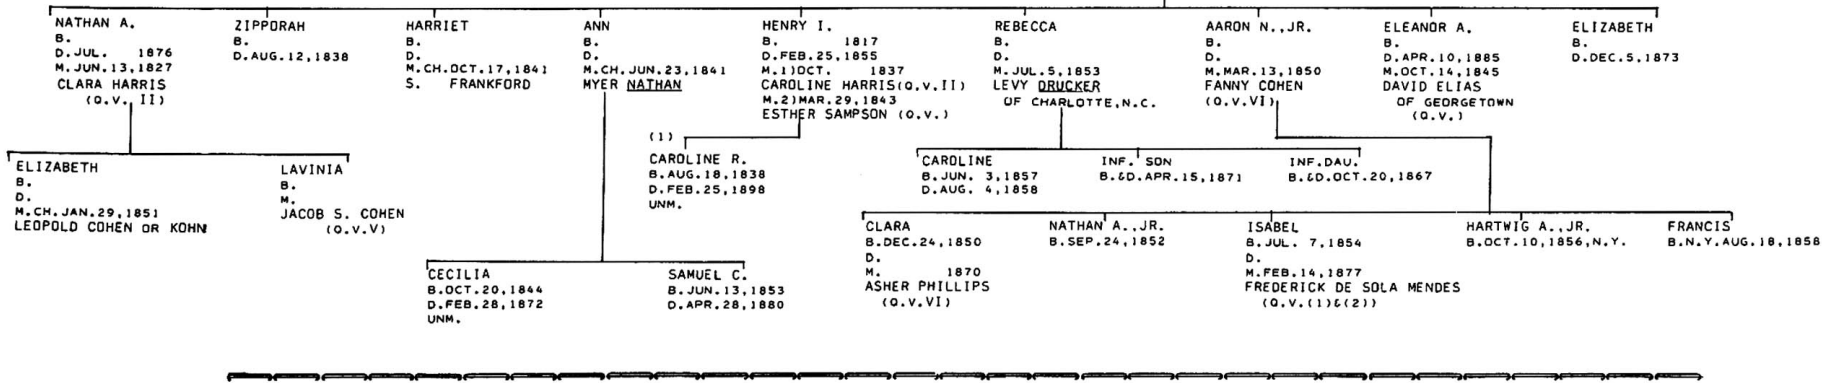 NATHAN A.
B.
D.JUL. 1876
M.JUN.13,1827
CLARA HARRIS
(Q.V. II)
ZIPPORAH
B.
D.AUG.12,1838
HARRIET
B.
D.
M.CH.OCT.17,1841
S. FRANKFORD
ANN
B.
D.
M.CH.JUN.23,1841
MYER NATHAN
HENRY I.
B. 1817
D.FEB.25,1855
M.1)OCT. 1837
CAROLINE HARRIS(Q.V.II)
M.2)MAR.29,1843
ESTHER SAMPSON (Q.V.)
REBECCA
B.
D.
M.JUL.5,1853
LEVY DRUCKER
OF CHARLOTTE,N.C.
AARON N.,JR.
B.
D.
M.MAR.13,1850
FANNY COHEN
(Q.V.VI)
ELEANOR A.
B.
D.APR.10,1885
M.OCT.14,1845
DAVID ELIAS
OF GEORGETOWN
(Q.V.)
ELIZABETH
B.
D.DEC.5,1873
ELIZABETH
B.
D.
M.CH.JAN.29,1851
LEOPOLD COHEN OR KOHN
LAVINIA
B.
M.
JACOB S. COHEN
(Q.V.V)
(1)
CAROLINE R.
B.AUG.18,1838
D.FEB.25,1898
UNM.
CAROLINE
B.JUN. 3,1857
D.AUG. 4,1858
INF. SON
B.&D.APR.15,1871
INF.DAU.
B.&D.OCT.20,1867
CECILIA
B.OCT.20,1844
D.FEB.28,1872
UNM.
SAMUEL C.
B.JUN.13,1853
D.APR.28,1880
CLARA
B.DEC.24,1850
D.
M. 1870
ASHER PHILLIPS
(Q.V.VI)
NATHAN A.,JR.
B.SEP.24,1852
ISABEL
B.JUL. 7,1854
D.
M.FEB.14,1877
FREDERICK DE SOLA MENDES
(Q.V.(1)&(2))
HARTWIG A.,JR.
B.OCT.10,1856,N.Y.
FRANCIS
B.N.Y.AUG.18,1858